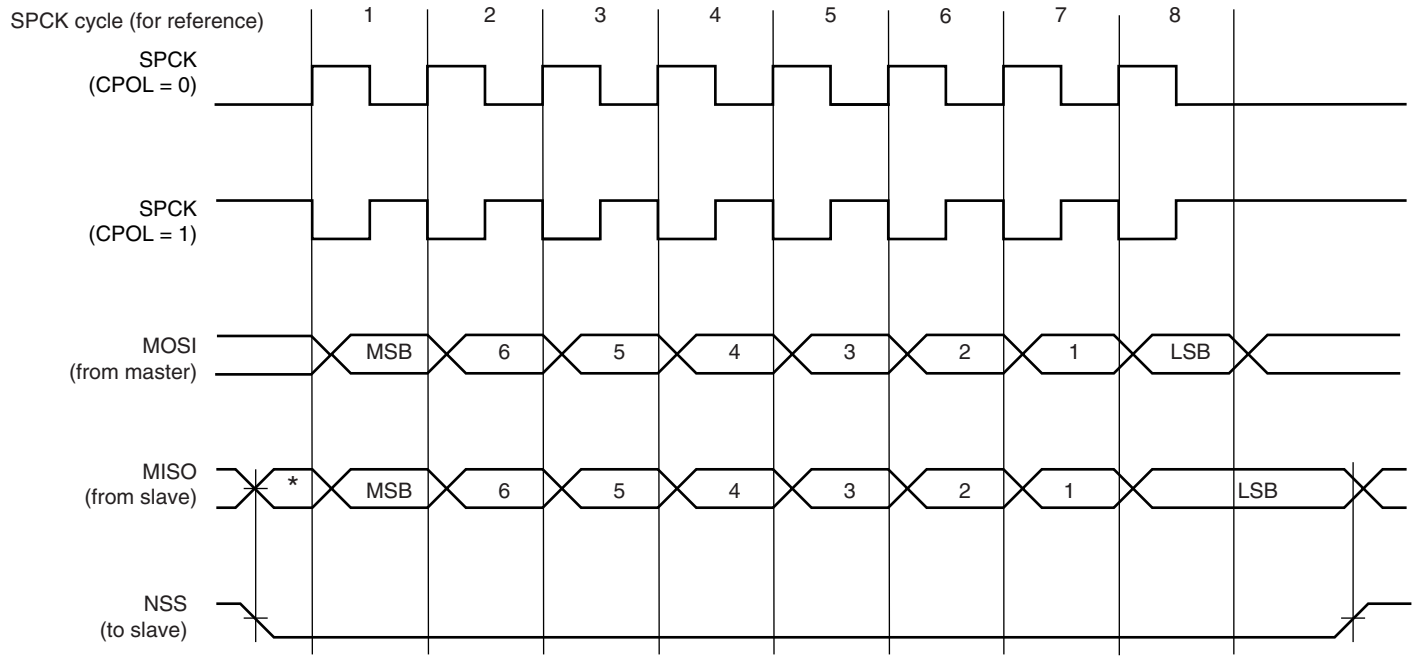 SPCK cycle (for reference) 1 2 3 4 5 6 7 8
SPCK
(CPOL = 0)
SPCK
(CPOL = 1)
MOSI
(from master)
MSB 6 5 4 3 2 1 LSB
MISO
(from slave)
* MSB 6 5 4 3 2 1 LSB
NSS
(to slave)